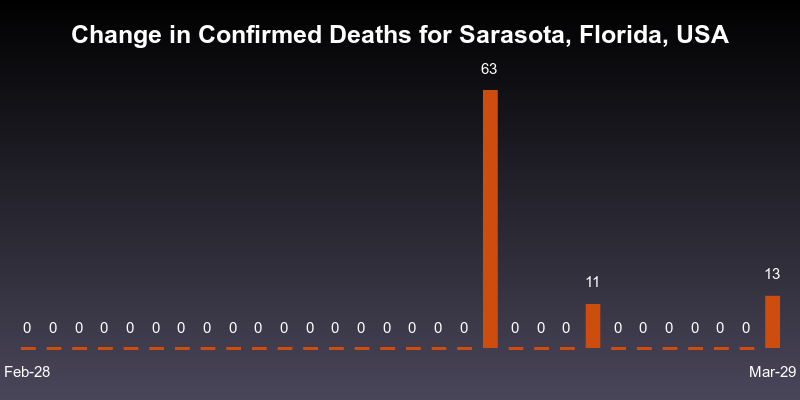 Change in Confirmed Deaths for Sarasota, Florida, USA
63
13
11
0 0 0 0 0 0 0 0 0 0 0 0 0 0 0 0 0 0 0 0 0 0 0 0 0 0 0
Feb-28 Mar-29